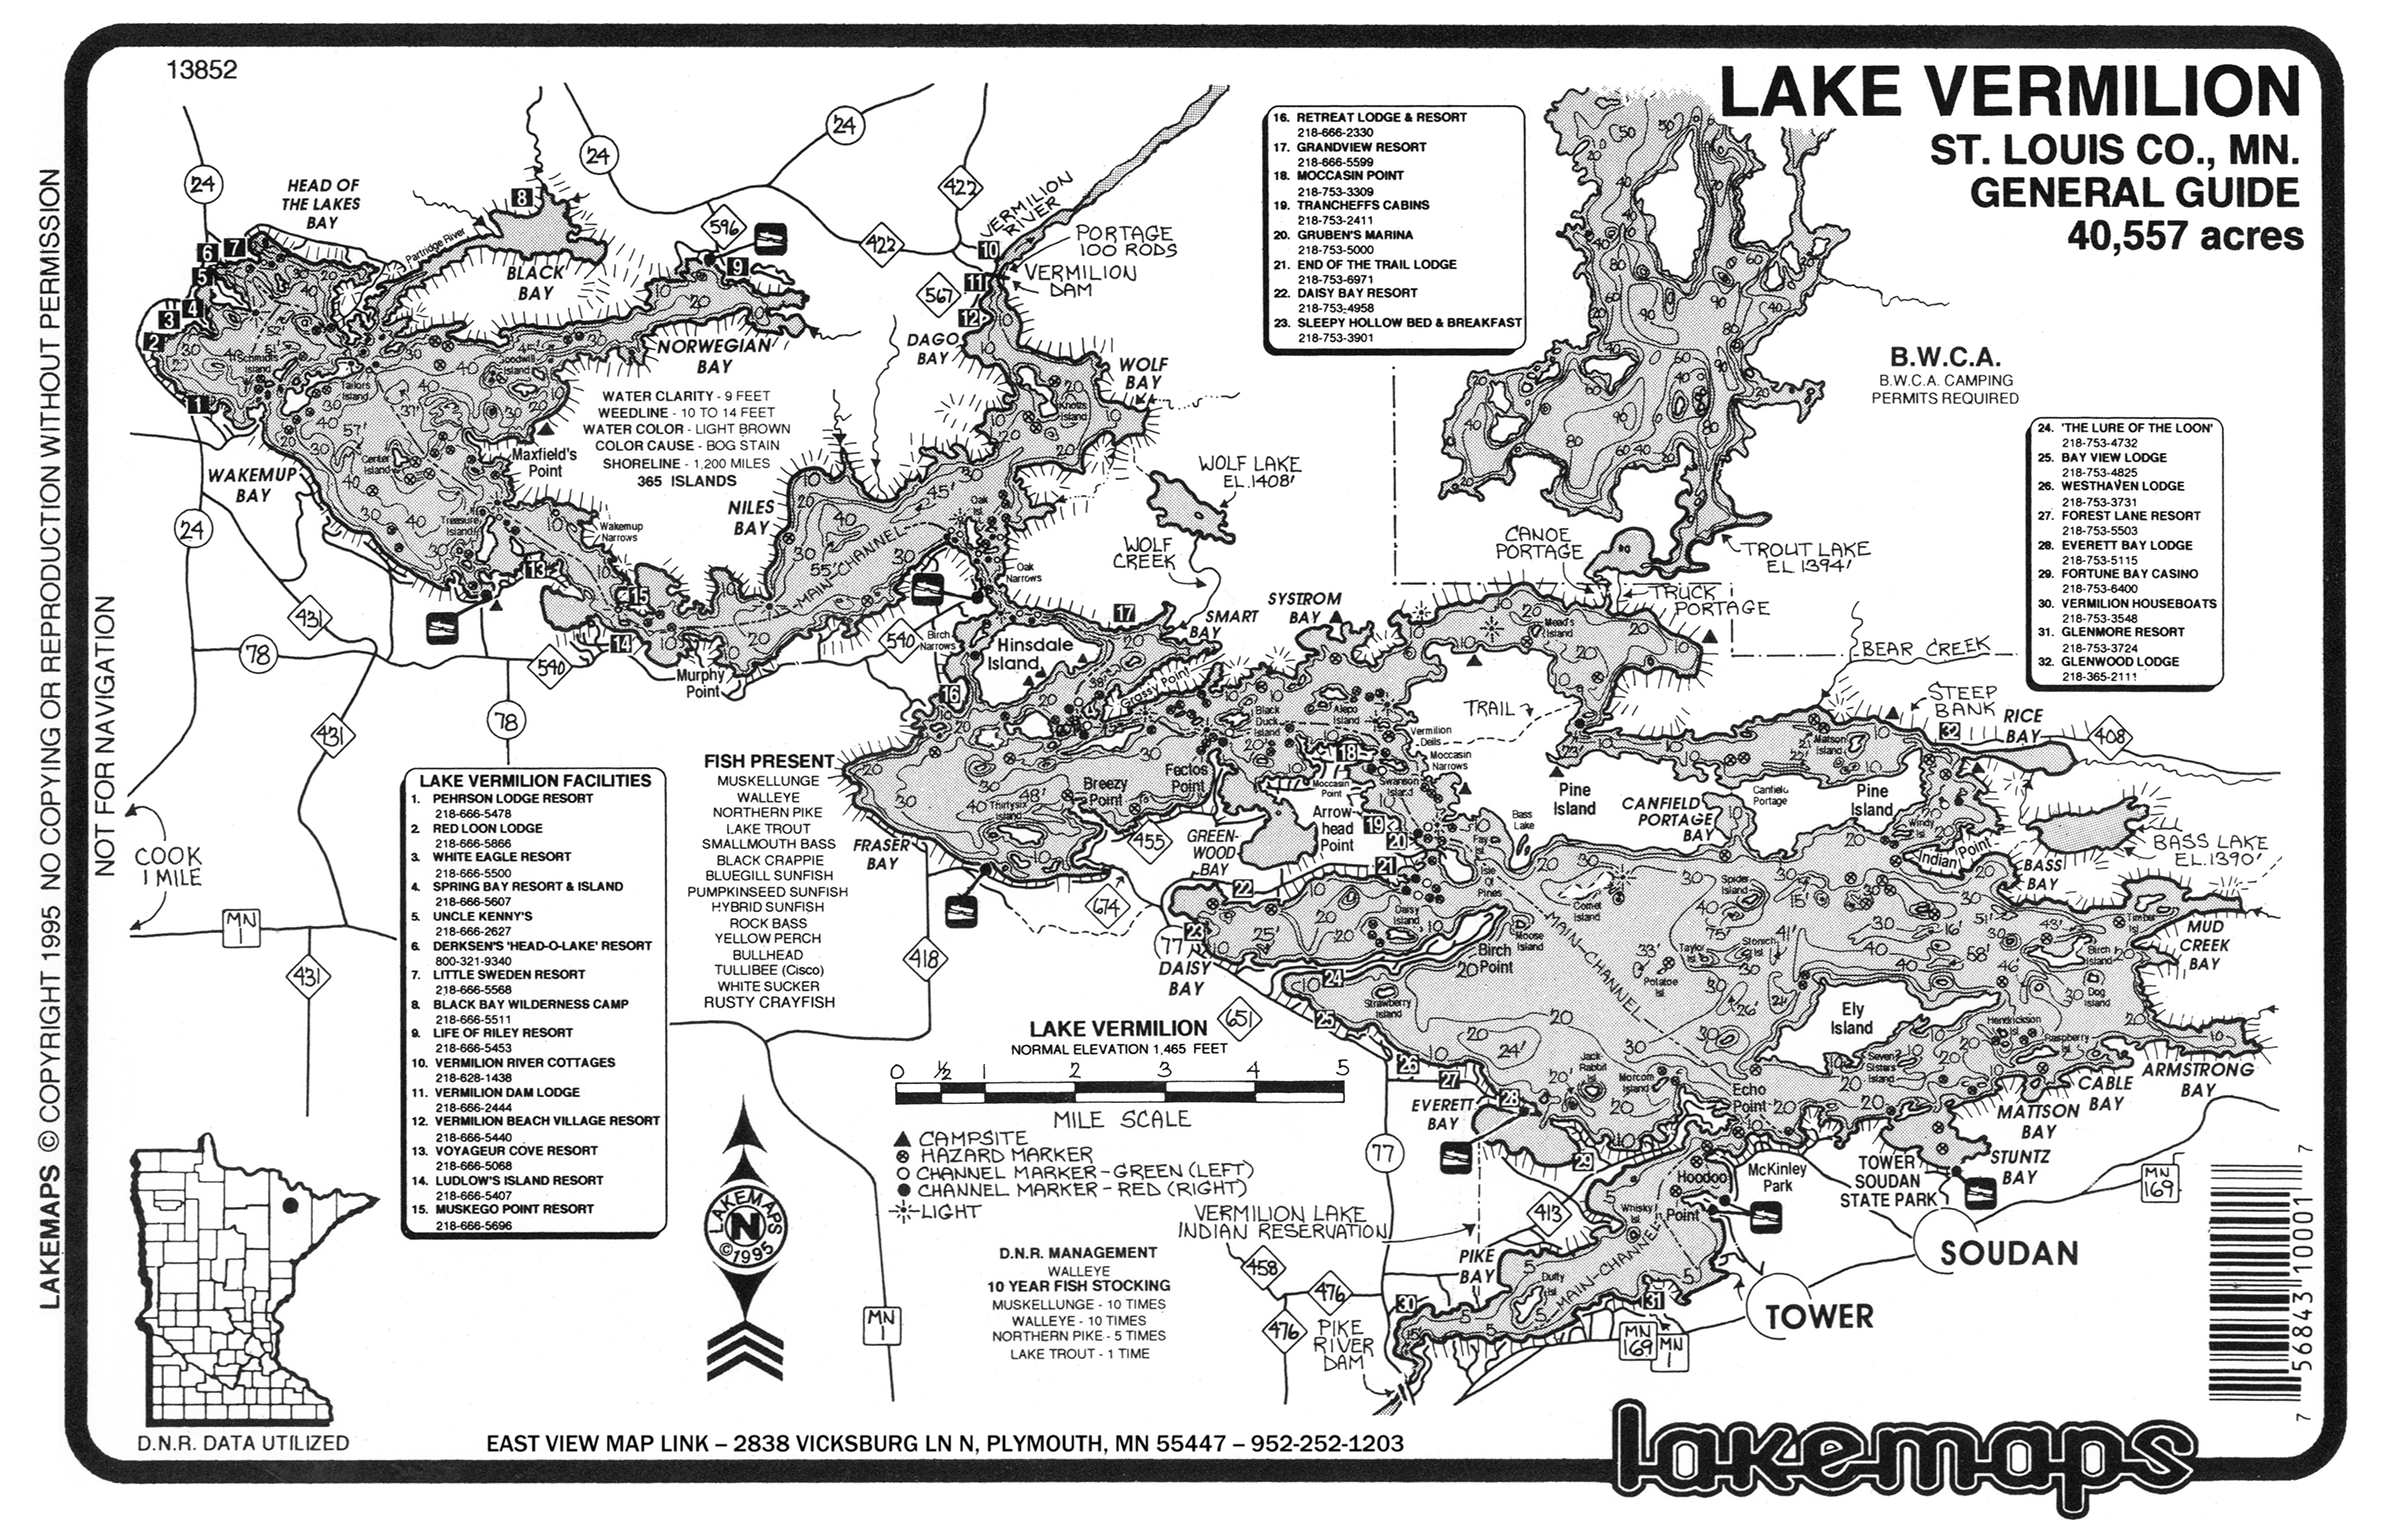 13852
LAKE VERMILION
ST. LOUIS CO., MN.
GENERAL GUIDE
40,557 acres
LAKEMAPS © COPYRIGHT 1995 NO COPYING OR REPRODUCTION WITHOUT PERMISSION
NOT FOR NAVIGATION
16. RETREAT LODGE & RESORT
218-666-2330
17. GRANDVIEW RESORT
218-666-5599
18. MOCCASIN POINT
218-753-3309
19. TRANCHEFFS CABINS
218-753-2411
20. GRUBEN'S MARINA
218-753-5000
21. END OF THE TRAIL LODGE
218-753-6971
22. DAISY BAY RESORT
218-753-4958
23. SLEEPY HOLLOW BED & BREAKFAST
218-753-3901
B.W.C.A.
B.W.C.A. CAMPING
PERMITS REQUIRED
24. 'THE LURE OF THE LOON'
218-753-4732
25. BAY VIEW LODGE
218-753-4825
26. WESTHAVEN LODGE
218-753-3731
27. FOREST LANE RESORT
218-753-5503
28. EVERETT BAY LODGE
218-753-5115
29. FORTUNE BAY CASINO
218-753-6400
30. VERMILION HOUSEBOATS
218-753-3548
31. GLENMORE RESORT
218-753-3724
32. GLENWOOD LODGE
218-365-2111
HEAD OF
THE LAKES
BAY
Partridge River
BLACK
BAY
NORWEGIAN
BAY
VERMILION
RIVER
PORTAGE
100 RODS
VERMILION
DAM
DAGO
BAY
WOLF
BAY
Knotts
Island
Schmidts
Island
Tailors
Island
Goodwill
Island
WATER CLARITY - 9 FEET
WEEDLINE - 10 TO 14 FEET
WATER COLOR - LIGHT BROWN
COLOR CAUSE - BOG STAIN
SHORELINE - 1,200 MILES
365 ISLANDS
Maxfield's
Point
Center
Island
WAKEMUP
BAY
Treasure
Island
Wakemup
Narrows
NILES
BAY
MAIN CHANNEL
Oak
Isl.
Oak
Narrows
WOLF LAKE
EL. 1408'
WOLF
CREEK
CANOE
PORTAGE
TROUT LAKE
EL 1394'
TRUCK
PORTAGE
SYSTROM
BAY
SMART
BAY
Birch
Narrows
Hinsdale
Island
Murphy
Point
Grassy Point
Mead's
Island
BEAR CREEK
TRAIL
STEEP
BANK
RICE
BAY
Black
Duck
Island
Vermilion
Dells
Moccasin
Narrows
Moccasin
Point
Matson
Island
Pine
Island
Canfield
Portage
Pine
Island
CANFIELD
PORTAGE
BAY
Bass
Lake
Arrow-
head
Point
GREEN-
WOOD
BAY
Breezy
Point
Thirtysix
Island
FRASER
BAY
Indian Point
BASS
BAY
BASS LAKE
EL. 1390'
Isle
O'
Pines
Comet
Island
Spider
Island
Daisy
Island
Moose
Island
Birch
Point
DAISY
BAY
Strawberry
Island
MAIN-CHANNEL
Potatoe
Isl.
Birch
Island
Dog
Island
MUD
CREEK
BAY
Ely
Island
Hendrickson
Isl.
Raspberry
Isl.
Seven
Sisters
Island
ARMSTRONG
BAY
CABLE
BAY
MATTSON
BAY
STUNTZ
BAY
Jack-
Rabbit
Isl.
Morcom
Island
Echo
Point
EVERETT
BAY
Hoodoo
Point
McKinley
Park
TOWER
SOUDAN
STATE PARK
Whisky
Isl.
MAIN-CHANNEL
Duffy
Isl.
PIKE
BAY
PIKE
RIVER
DAM
VERMILION LAKE
INDIAN RESERVATION
SOUDAN
TOWER
COOK
1 MILE
FISH PRESENT
MUSKELLUNGE
WALLEYE
NORTHERN PIKE
LAKE TROUT
SMALLMOUTH BASS
BLACK CRAPPIE
BLUEGILL SUNFISH
PUMPKINSEED SUNFISH
HYBRID SUNFISH
ROCK BASS
YELLOW PERCH
BULLHEAD
TULLIBEE (Cisco)
WHITE SUCKER
RUSTY CRAYFISH
LAKE VERMILION FACILITIES
1. PEHRSON LODGE RESORT
218-666-5478
2. RED LOON LODGE
218-666-5866
3. WHITE EAGLE RESORT
218-666-5500
4. SPRING BAY RESORT & ISLAND
218-666-5607
5. UNCLE KENNY'S
218-666-2627
6. DERKSEN'S 'HEAD-O-LAKE' RESORT
800-321-9340
7. LITTLE SWEDEN RESORT
218-666-5568
8. BLACK BAY WILDERNESS CAMP
218-666-5511
9. LIFE OF RILEY RESORT
218-666-5453
10. VERMILION RIVER COTTAGES
218-628-1438
11. VERMILION DAM LODGE
218-666-2444
12. VERMILION BEACH VILLAGE RESORT
218-666-5440
13. VOYAGEUR COVE RESORT
218-666-5068
14. LUDLOW'S ISLAND RESORT
218-666-5407
15. MUSKEGO POINT RESORT
218-666-5696
LAKE VERMILION
NORMAL ELEVATION 1,465 FEET
0 ½ 1 2 3 4 5
MILE SCALE
CAMPSITE
HAZARD MARKER
CHANNEL MARKER-GREEN (LEFT)
CHANNEL MARKER-RED (RIGHT)
LIGHT
D.N.R. MANAGEMENT
WALLEYE
10 YEAR FISH STOCKING
MUSKELLUNGE - 10 TIMES
WALLEYE - 10 TIMES
NORTHERN PIKE - 5 TIMES
LAKE TROUT - 1 TIME
LAKEMAPS
N
©1995
D.N.R. DATA UTILIZED
EAST VIEW MAP LINK – 2838 VICKSBURG LN N, PLYMOUTH, MN 55447 – 952-252-1203
lakemaps
7 56843 10001 7